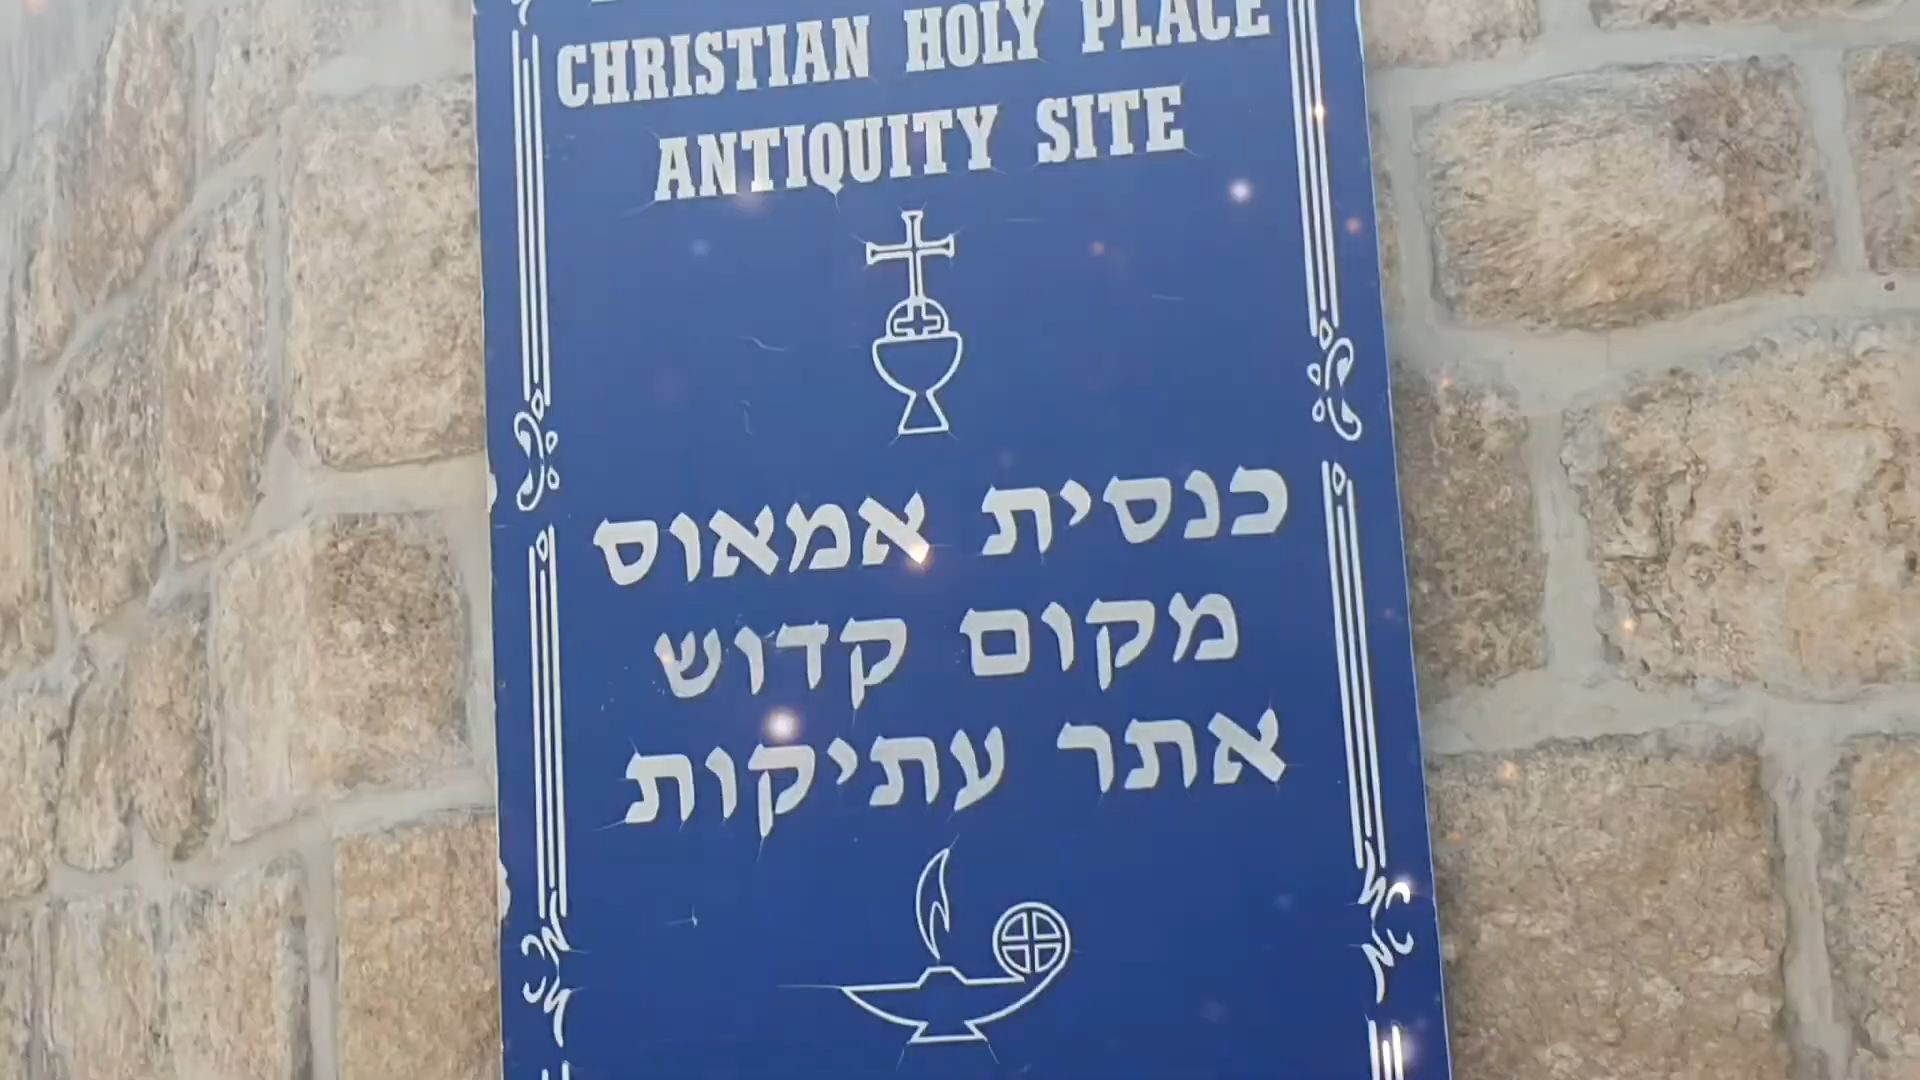 CHRISTIAN HOLY PLACE
ANTIQUITY SITE
כנסית אמאוס
מקום קדוש
אתר עתיקות